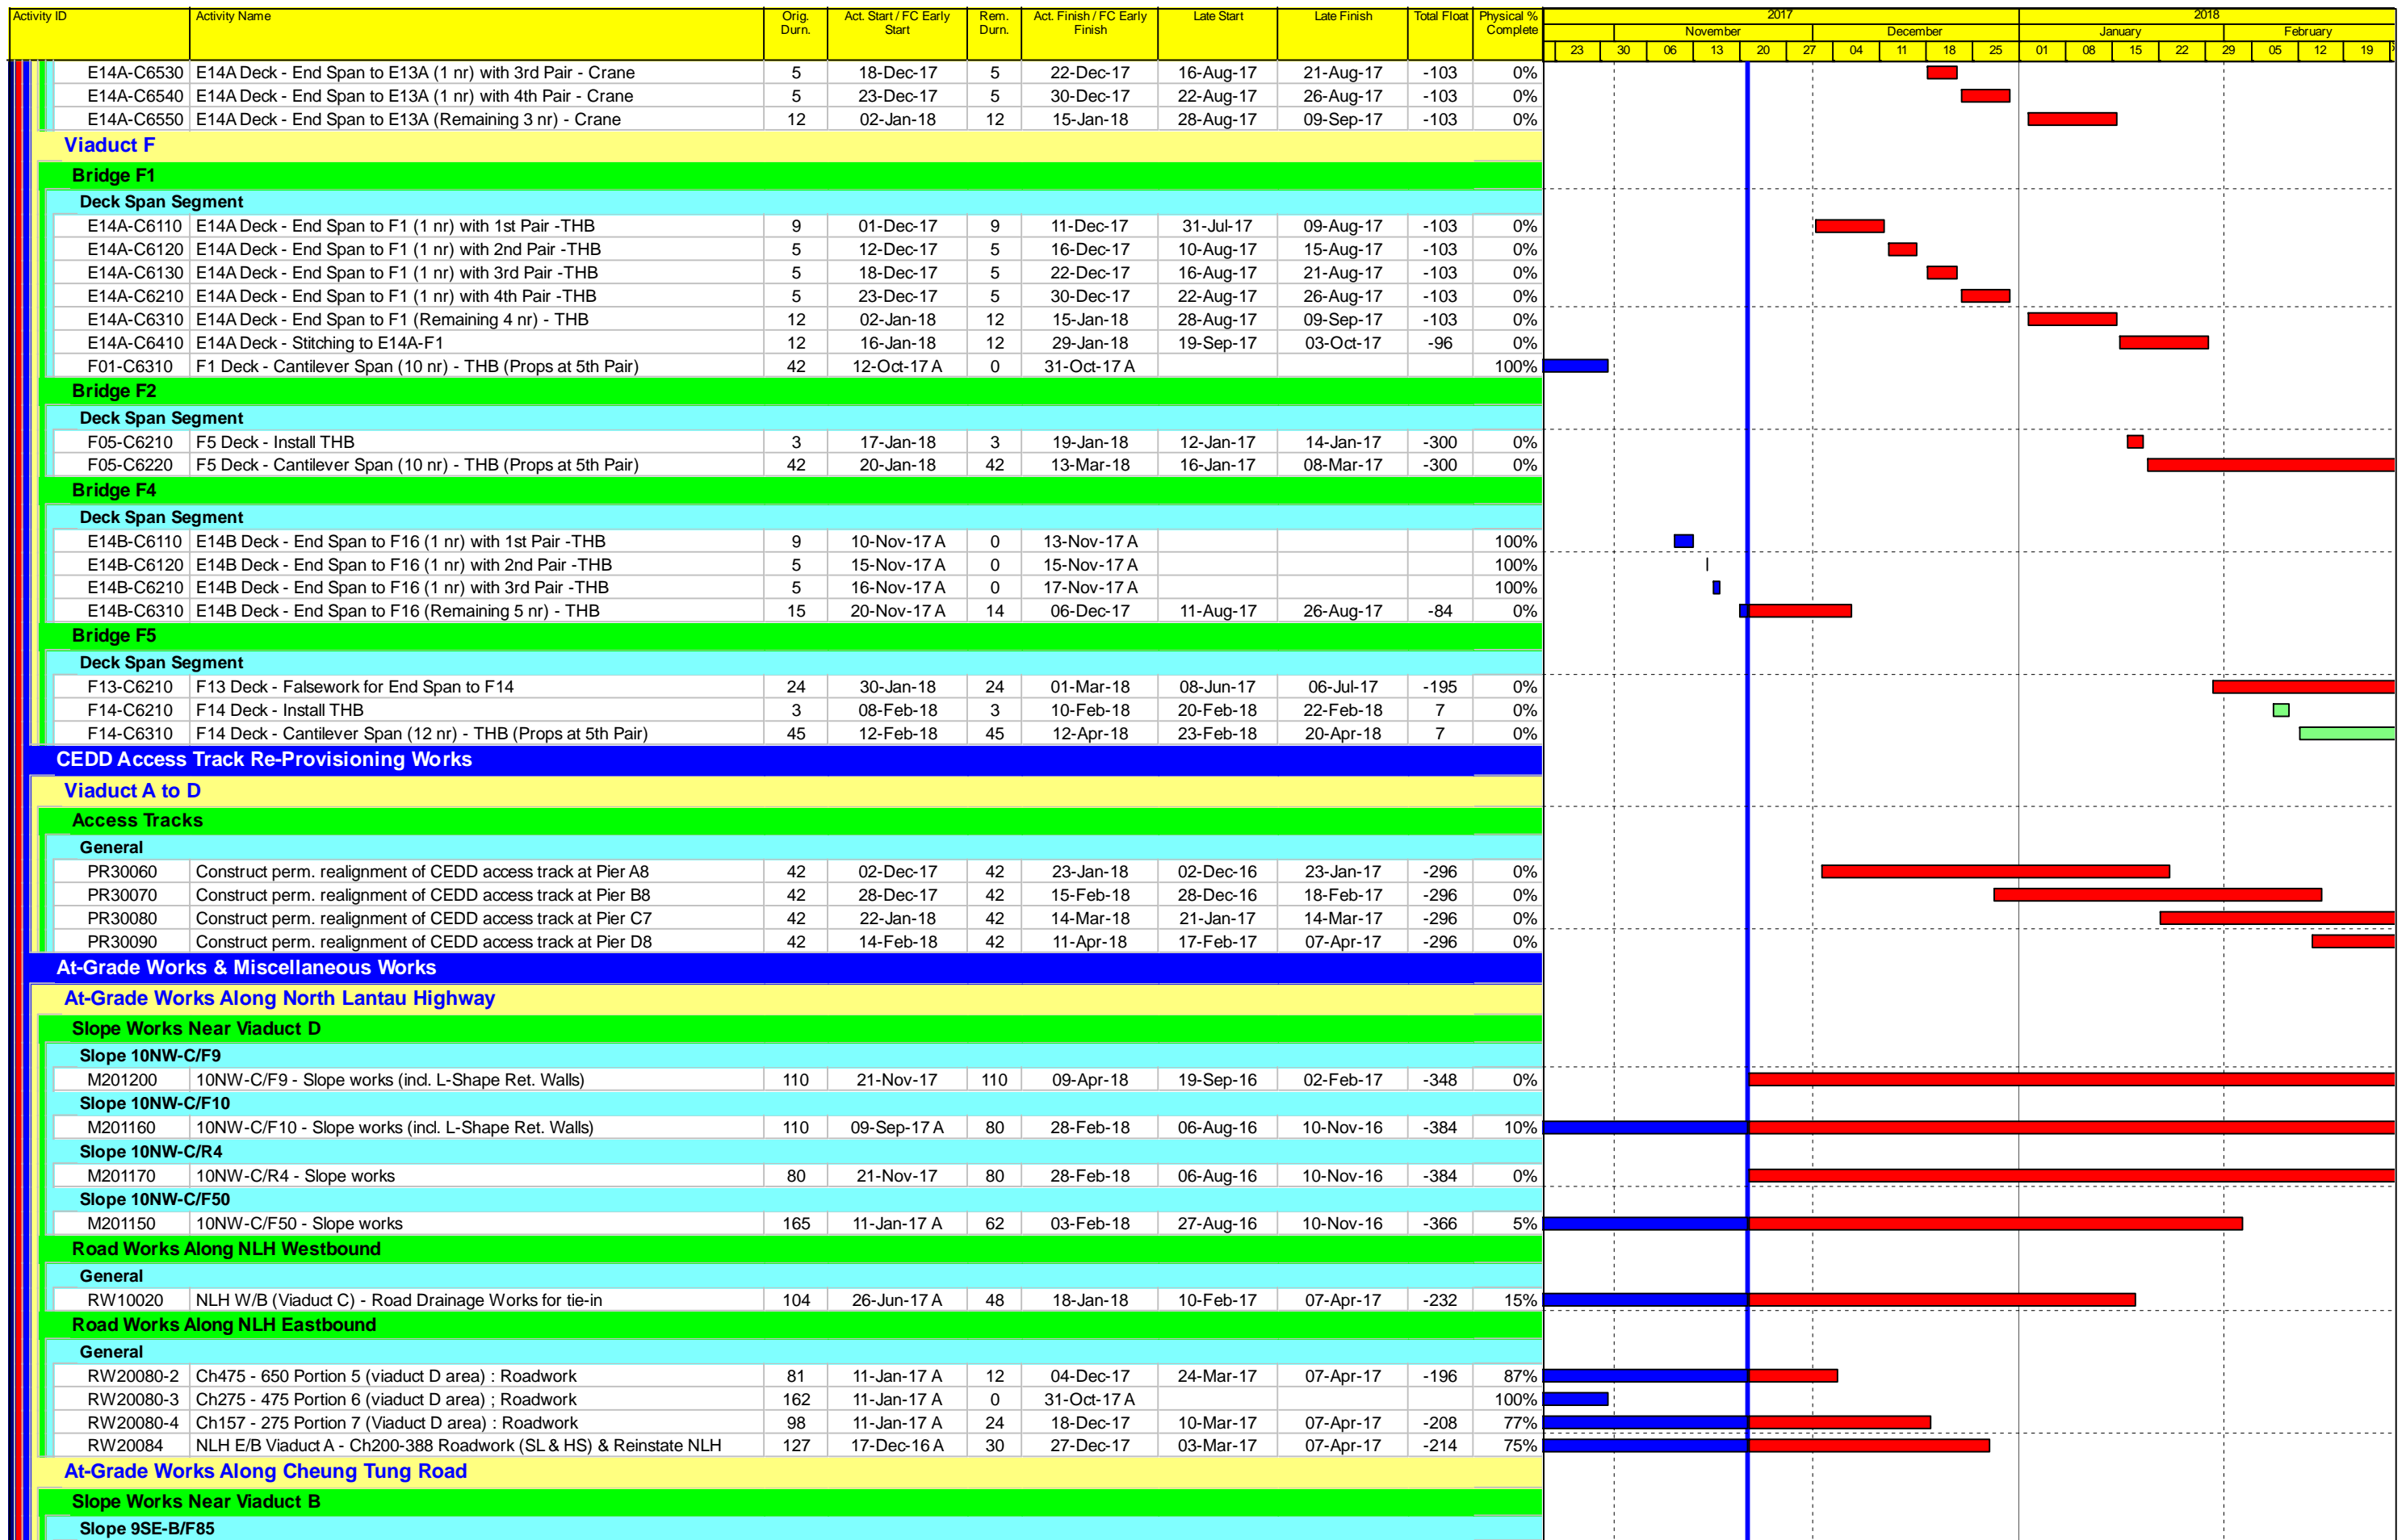 Activity ID Activity Name Orig. Durn. Act. Start / FC Early Start Rem. Durn. Act. Finish / FC Early Finish Late Start Late Finish Total Float Physical % Complete
2017 2018
November December January February
23 30 06 13 20 27 04 11 18 25 01 08 15 22 29 05 12 19
E14A-C6530 E14A Deck - End Span to E13A (1 nr) with 3rd Pair - Crane 5 18-Dec-17 5 22-Dec-17 16-Aug-17 21-Aug-17 -103 0%
E14A-C6540 E14A Deck - End Span to E13A (1 nr) with 4th Pair - Crane 5 23-Dec-17 5 30-Dec-17 22-Aug-17 26-Aug-17 -103 0%
E14A-C6550 E14A Deck - End Span to E13A (Remaining 3 nr) - Crane 12 02-Jan-18 12 15-Jan-18 28-Aug-17 09-Sep-17 -103 0%
Viaduct F
Bridge F1
Deck Span Segment
E14A-C6110 E14A Deck - End Span to F1 (1 nr) with 1st Pair -THB 9 01-Dec-17 9 11-Dec-17 31-Jul-17 09-Aug-17 -103 0%
E14A-C6120 E14A Deck - End Span to F1 (1 nr) with 2nd Pair -THB 5 12-Dec-17 5 16-Dec-17 10-Aug-17 15-Aug-17 -103 0%
E14A-C6130 E14A Deck - End Span to F1 (1 nr) with 3rd Pair -THB 5 18-Dec-17 5 22-Dec-17 16-Aug-17 21-Aug-17 -103 0%
E14A-C6210 E14A Deck - End Span to F1 (1 nr) with 4th Pair -THB 5 23-Dec-17 5 30-Dec-17 22-Aug-17 26-Aug-17 -103 0%
E14A-C6310 E14A Deck - End Span to F1 (Remaining 4 nr) - THB 12 02-Jan-18 12 15-Jan-18 28-Aug-17 09-Sep-17 -103 0%
E14A-C6410 E14A Deck - Stitching to E14A-F1 12 16-Jan-18 12 29-Jan-18 19-Sep-17 03-Oct-17 -96 0%
F01-C6310 F1 Deck - Cantilever Span (10 nr) - THB (Props at 5th Pair) 42 12-Oct-17 A 0 31-Oct-17 A 100%
Bridge F2
Deck Span Segment
F05-C6210 F5 Deck - Install THB 3 17-Jan-18 3 19-Jan-18 12-Jan-17 14-Jan-17 -300 0%
F05-C6220 F5 Deck - Cantilever Span (10 nr) - THB (Props at 5th Pair) 42 20-Jan-18 42 13-Mar-18 16-Jan-17 08-Mar-17 -300 0%
Bridge F4
Deck Span Segment
E14B-C6110 E14B Deck - End Span to F16 (1 nr) with 1st Pair -THB 9 10-Nov-17 A 0 13-Nov-17 A 100%
E14B-C6120 E14B Deck - End Span to F16 (1 nr) with 2nd Pair -THB 5 15-Nov-17 A 0 15-Nov-17 A 100%
E14B-C6210 E14B Deck - End Span to F16 (1 nr) with 3rd Pair -THB 5 16-Nov-17 A 0 17-Nov-17 A 100%
E14B-C6310 E14B Deck - End Span to F16 (Remaining 5 nr) - THB 15 20-Nov-17 A 14 06-Dec-17 11-Aug-17 26-Aug-17 -84 0%
Bridge F5
Deck Span Segment
F13-C6210 F13 Deck - Falsework for End Span to F14 24 30-Jan-18 24 01-Mar-18 08-Jun-17 06-Jul-17 -195 0%
F14-C6210 F14 Deck - Install THB 3 08-Feb-18 3 10-Feb-18 20-Feb-18 22-Feb-18 7 0%
F14-C6310 F14 Deck - Cantilever Span (12 nr) - THB (Props at 5th Pair) 45 12-Feb-18 45 12-Apr-18 23-Feb-18 20-Apr-18 7 0%
CEDD Access Track Re-Provisioning Works
Viaduct A to D
Access Tracks
General
PR30060 Construct perm. realignment of CEDD access track at Pier A8 42 02-Dec-17 42 23-Jan-18 02-Dec-16 23-Jan-17 -296 0%
PR30070 Construct perm. realignment of CEDD access track at Pier B8 42 28-Dec-17 42 15-Feb-18 28-Dec-16 18-Feb-17 -296 0%
PR30080 Construct perm. realignment of CEDD access track at Pier C7 42 22-Jan-18 42 14-Mar-18 21-Jan-17 14-Mar-17 -296 0%
PR30090 Construct perm. realignment of CEDD access track at Pier D8 42 14-Feb-18 42 11-Apr-18 17-Feb-17 07-Apr-17 -296 0%
At-Grade Works & Miscellaneous Works
At-Grade Works Along North Lantau Highway
Slope Works Near Viaduct D
Slope 10NW-C/F9
M201200 10NW-C/F9 - Slope works (incl. L-Shape Ret. Walls) 110 21-Nov-17 110 09-Apr-18 19-Sep-16 02-Feb-17 -348 0%
Slope 10NW-C/F10
M201160 10NW-C/F10 - Slope works (incl. L-Shape Ret. Walls) 110 09-Sep-17 A 80 28-Feb-18 06-Aug-16 10-Nov-16 -384 10%
Slope 10NW-C/R4
M201170 10NW-C/R4 - Slope works 80 21-Nov-17 80 28-Feb-18 06-Aug-16 10-Nov-16 -384 0%
Slope 10NW-C/F50
M201150 10NW-C/F50 - Slope works 165 11-Jan-17 A 62 03-Feb-18 27-Aug-16 10-Nov-16 -366 5%
Road Works Along NLH Westbound
General
RW10020 NLH W/B (Viaduct C) - Road Drainage Works for tie-in 104 26-Jun-17 A 48 18-Jan-18 10-Feb-17 07-Apr-17 -232 15%
Road Works Along NLH Eastbound
General
RW20080-2 Ch475 - 650 Portion 5 (viaduct D area) : Roadwork 81 11-Jan-17 A 12 04-Dec-17 24-Mar-17 07-Apr-17 -196 87%
RW20080-3 Ch275 - 475 Portion 6 (viaduct D area) ; Roadwork 162 11-Jan-17 A 0 31-Oct-17 A 100%
RW20080-4 Ch157 - 275 Portion 7 (Viaduct D area) : Roadwork 98 11-Jan-17 A 24 18-Dec-17 10-Mar-17 07-Apr-17 -208 77%
RW20084 NLH E/B Viaduct A - Ch200-388 Roadwork (SL & HS) & Reinstate NLH 127 17-Dec-16 A 30 27-Dec-17 03-Mar-17 07-Apr-17 -214 75%
At-Grade Works Along Cheung Tung Road
Slope Works Near Viaduct B
Slope 9SE-B/F85